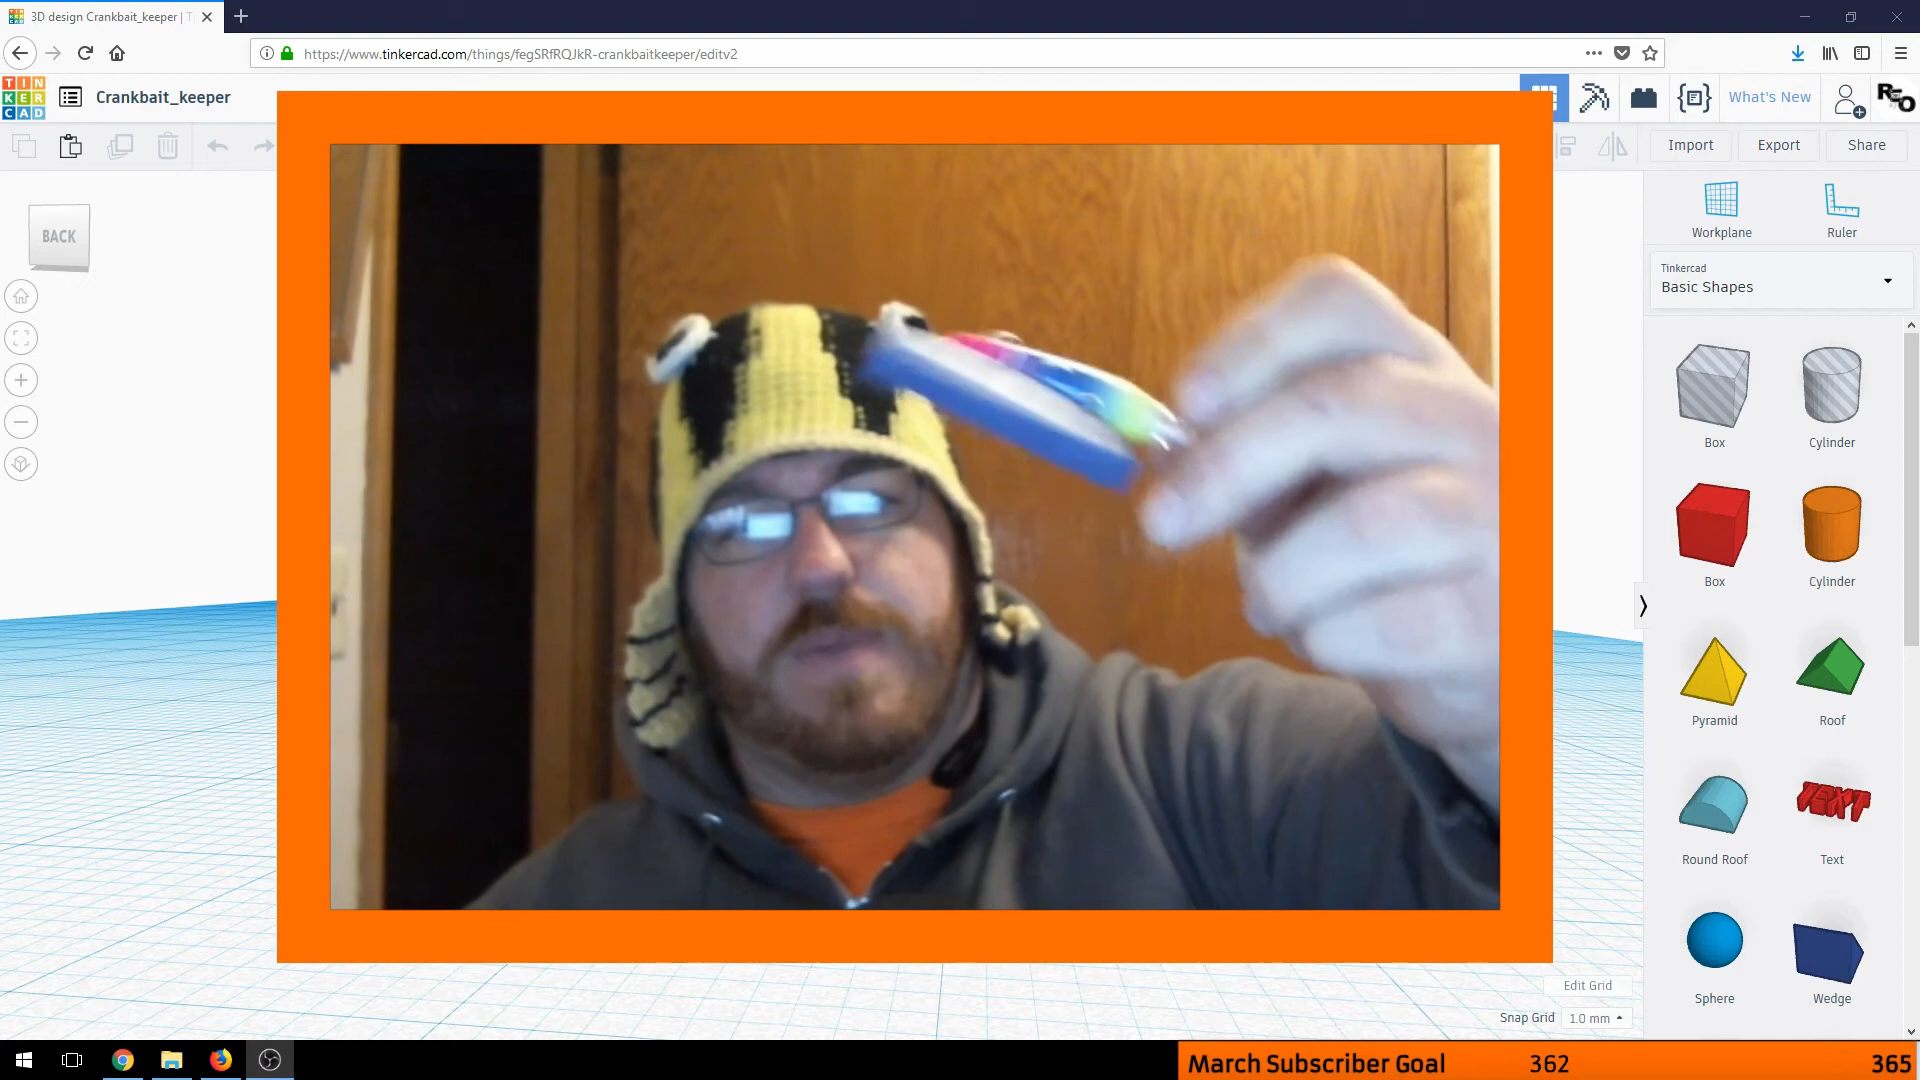 3D design Crankbait_keeper | T
https://www.tinkercad.com/things/fegSRfRQJkR-crankbaitkeeper/editv2
TIN
KER
CAD
Crankbait_keeper
What's New
Import
Export
Share
BACK
Workplane
Ruler
Tinkercad
Basic Shapes
Box
Cylinder
Box
Cylinder
Pyramid
Roof
Round Roof
TEXT
Text
Sphere
Wedge
Edit Grid
Snap Grid
1.0 mm
March Subscriber Goal 362 365